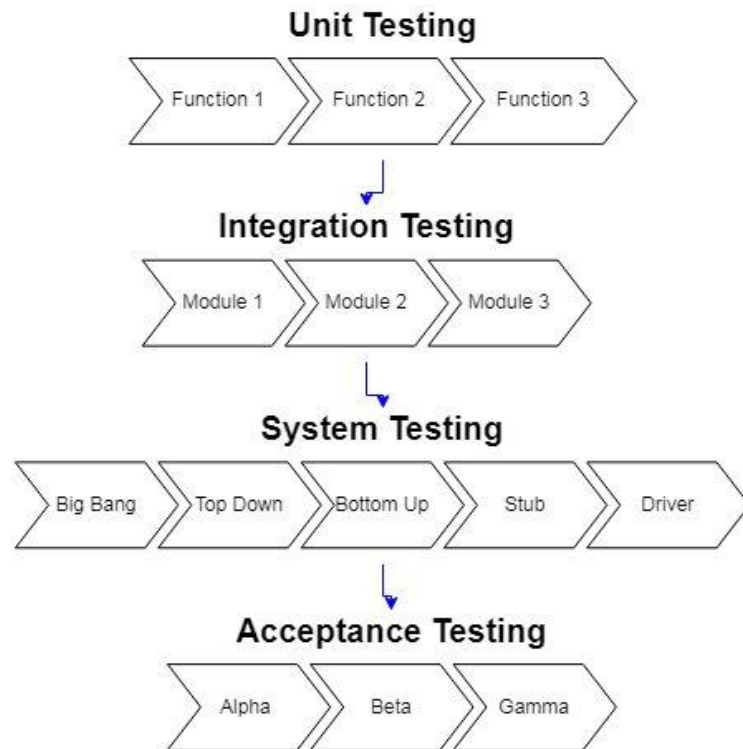 Unit Testing
Function 1 Function 2 Function 3
Integration Testing
Module 1 Module 2 Module 3
System Testing
Big Bang Top Down Bottom Up Stub Driver
Acceptance Testing
Alpha Beta Gamma